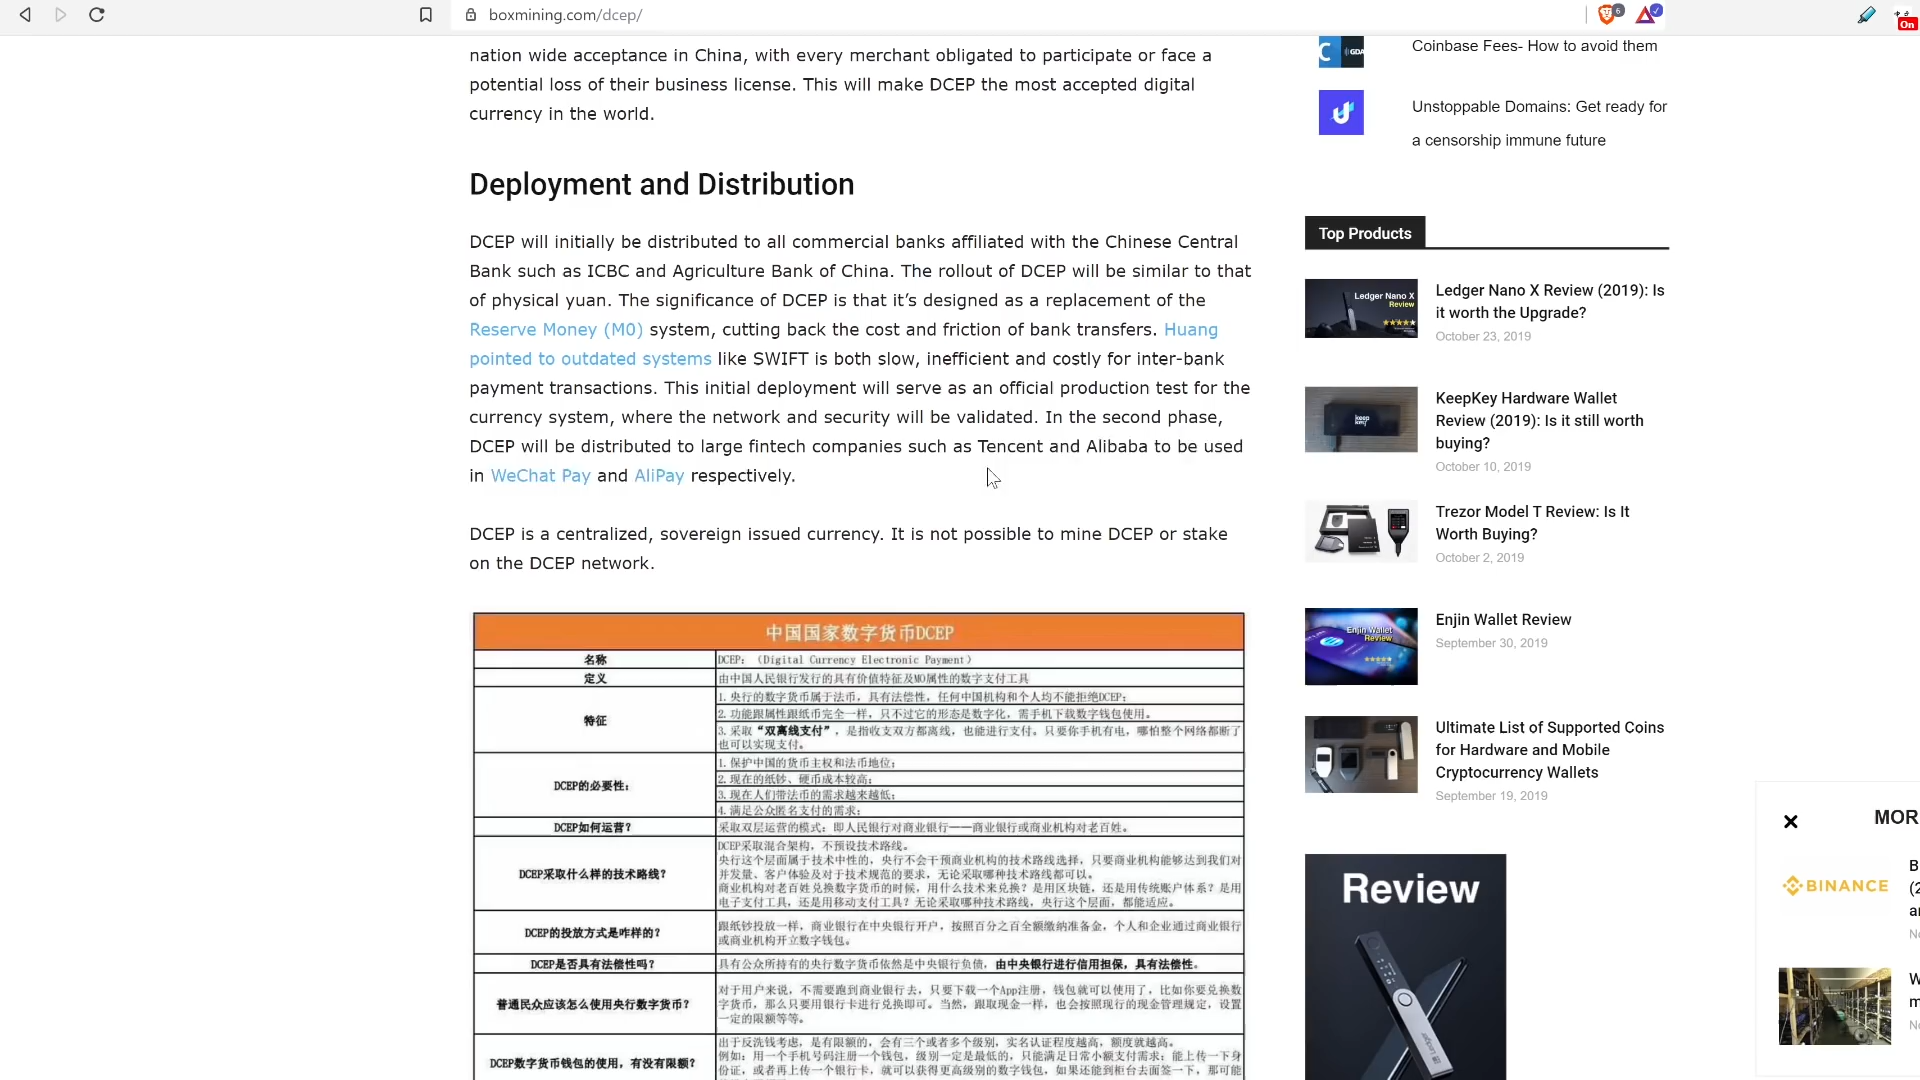 boxmining.com/dcep/
6
On
nation wide acceptance in China, with every merchant obligated to participate or face a
potential loss of their business license. This will make DCEP the most accepted digital
currency in the world.
Deployment and Distribution
DCEP will initially be distributed to all commercial banks affiliated with the Chinese Central
Bank such as ICBC and Agriculture Bank of China. The rollout of DCEP will be similar to that
of physical yuan. The significance of DCEP is that it’s designed as a replacement of the
Reserve Money (M0) system, cutting back the cost and friction of bank transfers. Huang
pointed to outdated systems like SWIFT is both slow, inefficient and costly for inter-bank
payment transactions. This initial deployment will serve as an official production test for the
currency system, where the network and security will be validated. In the second phase,
DCEP will be distributed to large fintech companies such as Tencent and Alibaba to be used
in WeChat Pay and AliPay respectively.
DCEP is a centralized, sovereign issued currency. It is not possible to mine DCEP or stake
on the DCEP network.
中国国家数字货币DCEP
名称
DCEP：（Digital Currency Electronic Payment）
定义
由中国人民银行发行的具有价值特征及M0属性的数字支付工具
特征
1. 央行的数字货币属于法币，具有法偿性，任何中国机构和个人均不能拒绝DCEP；
2. 功能跟属性跟纸币完全一样，只不过它的形态是数字化，需手机下载数字钱包使用。
3. 采取“双离线支付”，是指收支双方都离线，也能进行支付。只要你手机有电，哪怕整个网络都断了
也可以实现支付。
DCEP的必要性：
1. 保护中国的货币主权和法币地位；
2. 现在的纸钞、硬币成本较高；
3. 现在人们带法币的需求越来越低；
4. 满足公众匿名支付的需求；
DCEP如何运营？
采取双层运营的模式：即人民银行对商业银行——商业银行或商业机构对老百姓。
DCEP采取什么样的技术路线？
DCEP采取混合架构，不预设技术路线。
央行这个层面属于技术中性的，央行不会干预商业机构的技术路线选择，只要商业机构能够达到我们对
并发量、客户体验及对于技术规范的要求，无论采取哪种技术路线都可以。
商业机构对老百姓兑换数字货币的时候，用什么技术来兑换？是用区块链，还是用传统账户体系？是用
电子支付工具，还是用移动支付工具？无论采取哪种技术路线，央行这个层面，都能适应。
DCEP的投放方式是咋样的？
跟纸钞投放一样，商业银行在中央银行开户，按照百分之百全额缴纳准备金，个人和企业通过商业银行
或商业机构开立数字钱包。
DCEP是否具有法偿性吗？
具有公众所持有的央行数字货币依然是中央银行负债，由中央银行进行信用担保，具有法偿性。
普通民众应该怎么使用央行数字货币？
对于用户来说，不需要跑到商业银行去，只要下载一个App注册，钱包就可以使用了，比如你要兑换数
字货币，那么只要用银行卡进行兑换即可。当然，跟取现金一样，也会按照现行的现金管理规定，设置
一定的限额等等。
DCEP数字货币钱包的使用，有没有限额？
出于反洗钱考虑，是有限额的，会有三个或者多个级别，实名认证程度越高，额度就越高。
例如：用一个手机号码注册一个钱包，级别一定是最低的，只能满足日常小额支付需求；能上传一下身
份证，或者再上传一个银行卡，就可以获得更高级别的数字钱包，如果还能到柜台去面签一下，那可能
Coinbase Fees- How to avoid them
Unstoppable Domains: Get ready for
a censorship immune future
Top Products
Ledger Nano X
Review
Ledger Nano X Review (2019): Is
it worth the Upgrade?
October 23, 2019
keep
key
KeepKey Hardware Wallet
Review (2019): Is it still worth
buying?
October 10, 2019
Trezor Model T Review: Is It
Worth Buying?
October 2, 2019
Enjin Wallet
Review
Enjin Wallet Review
September 30, 2019
Ultimate List of Supported Coins
for Hardware and Mobile
Cryptocurrency Wallets
September 19, 2019
Review
Ledger
MOR
BINANCE
B
(2
an
No
W
m
No